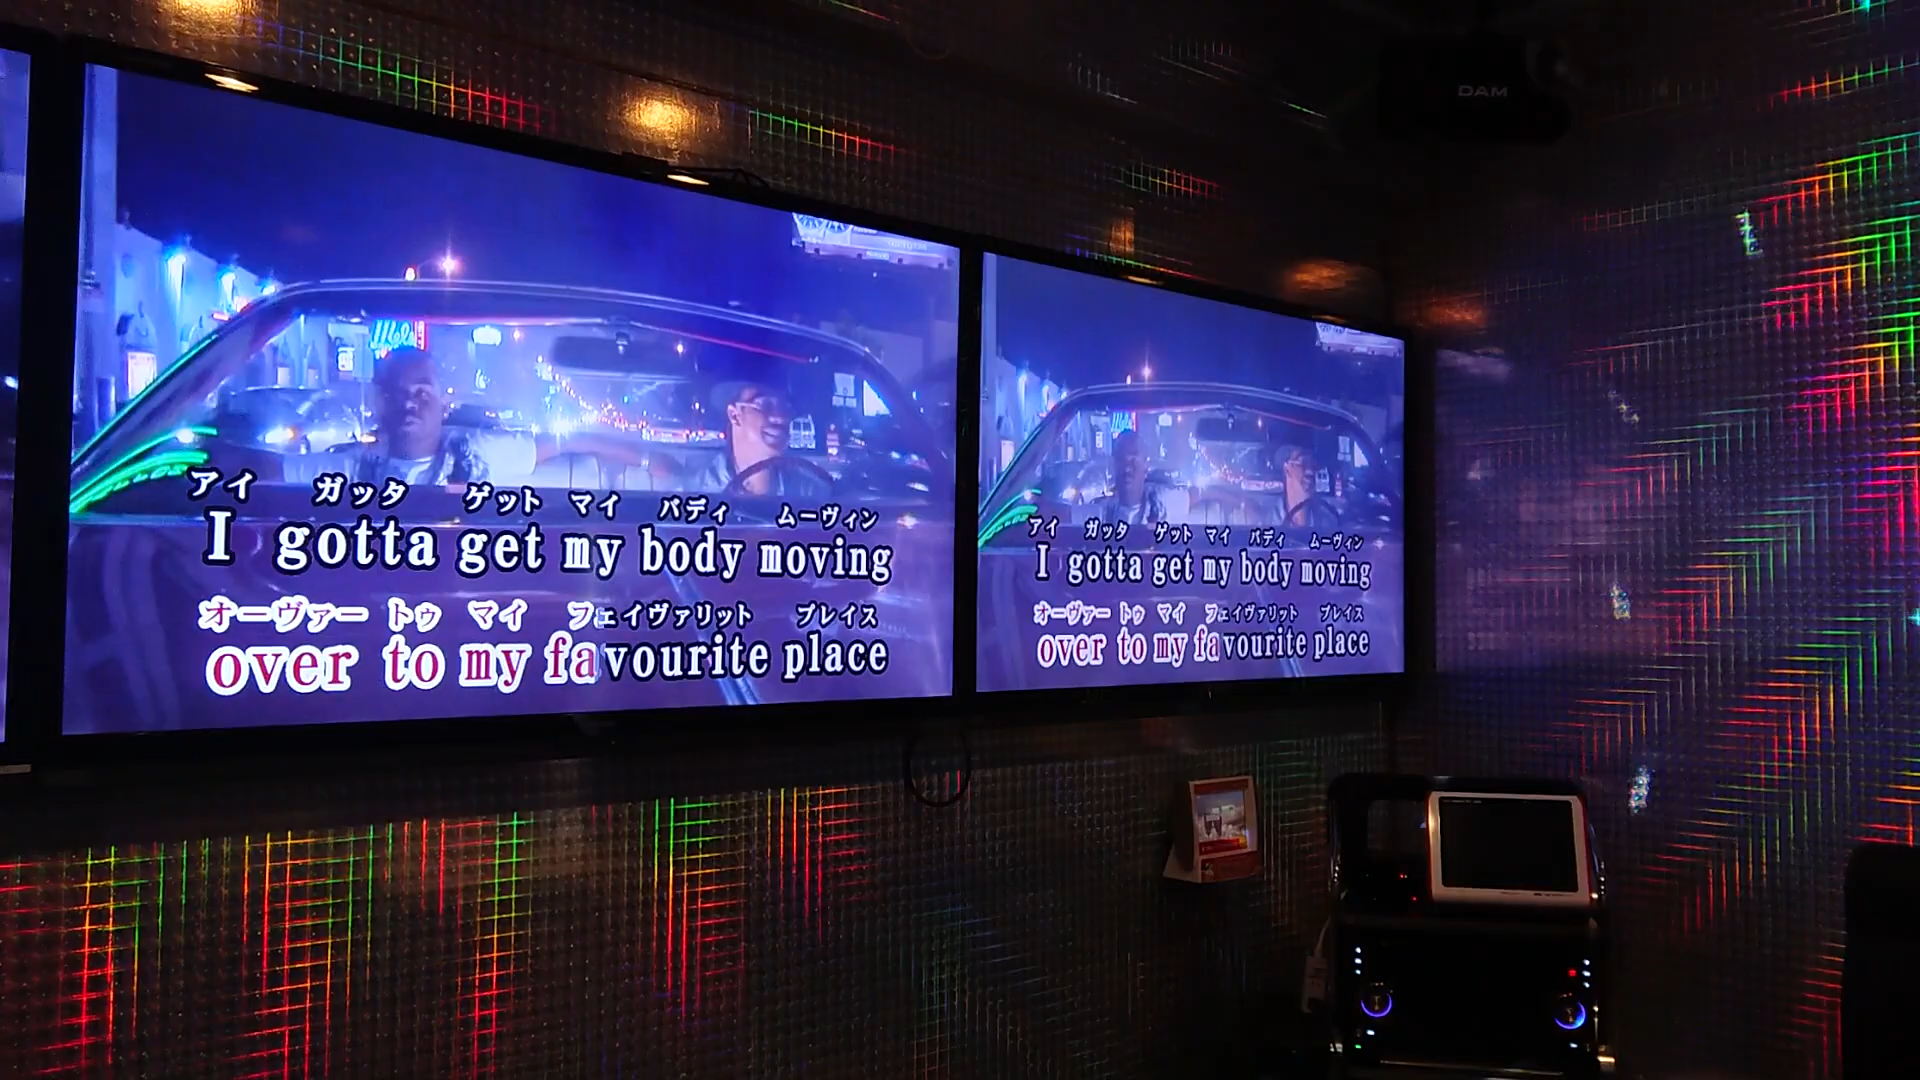 DAM
Mels
アイ ガッタ ゲット マイ バディ ムーヴィン
I gotta get my body moving
オーヴァー トゥ マイ フェイヴァリット プレイス
over to my favourite place
Mels
アイ ガッタ ゲット マイ バディ ムーヴィン
I gotta get my body moving
オーヴァー トゥ マイ フェイヴァリット プレイス
over to my favourite place